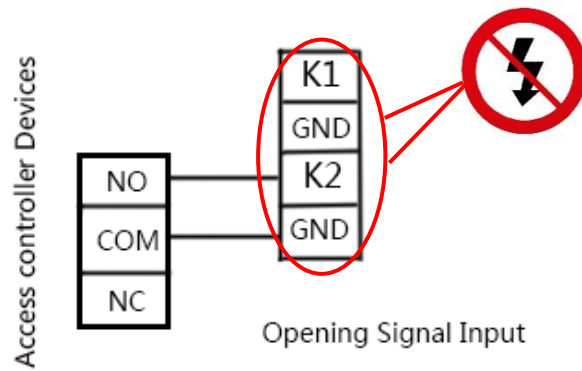 Access controller Devices
NO
COM
NC
K1
GND
K2
GND
Opening Signal Input